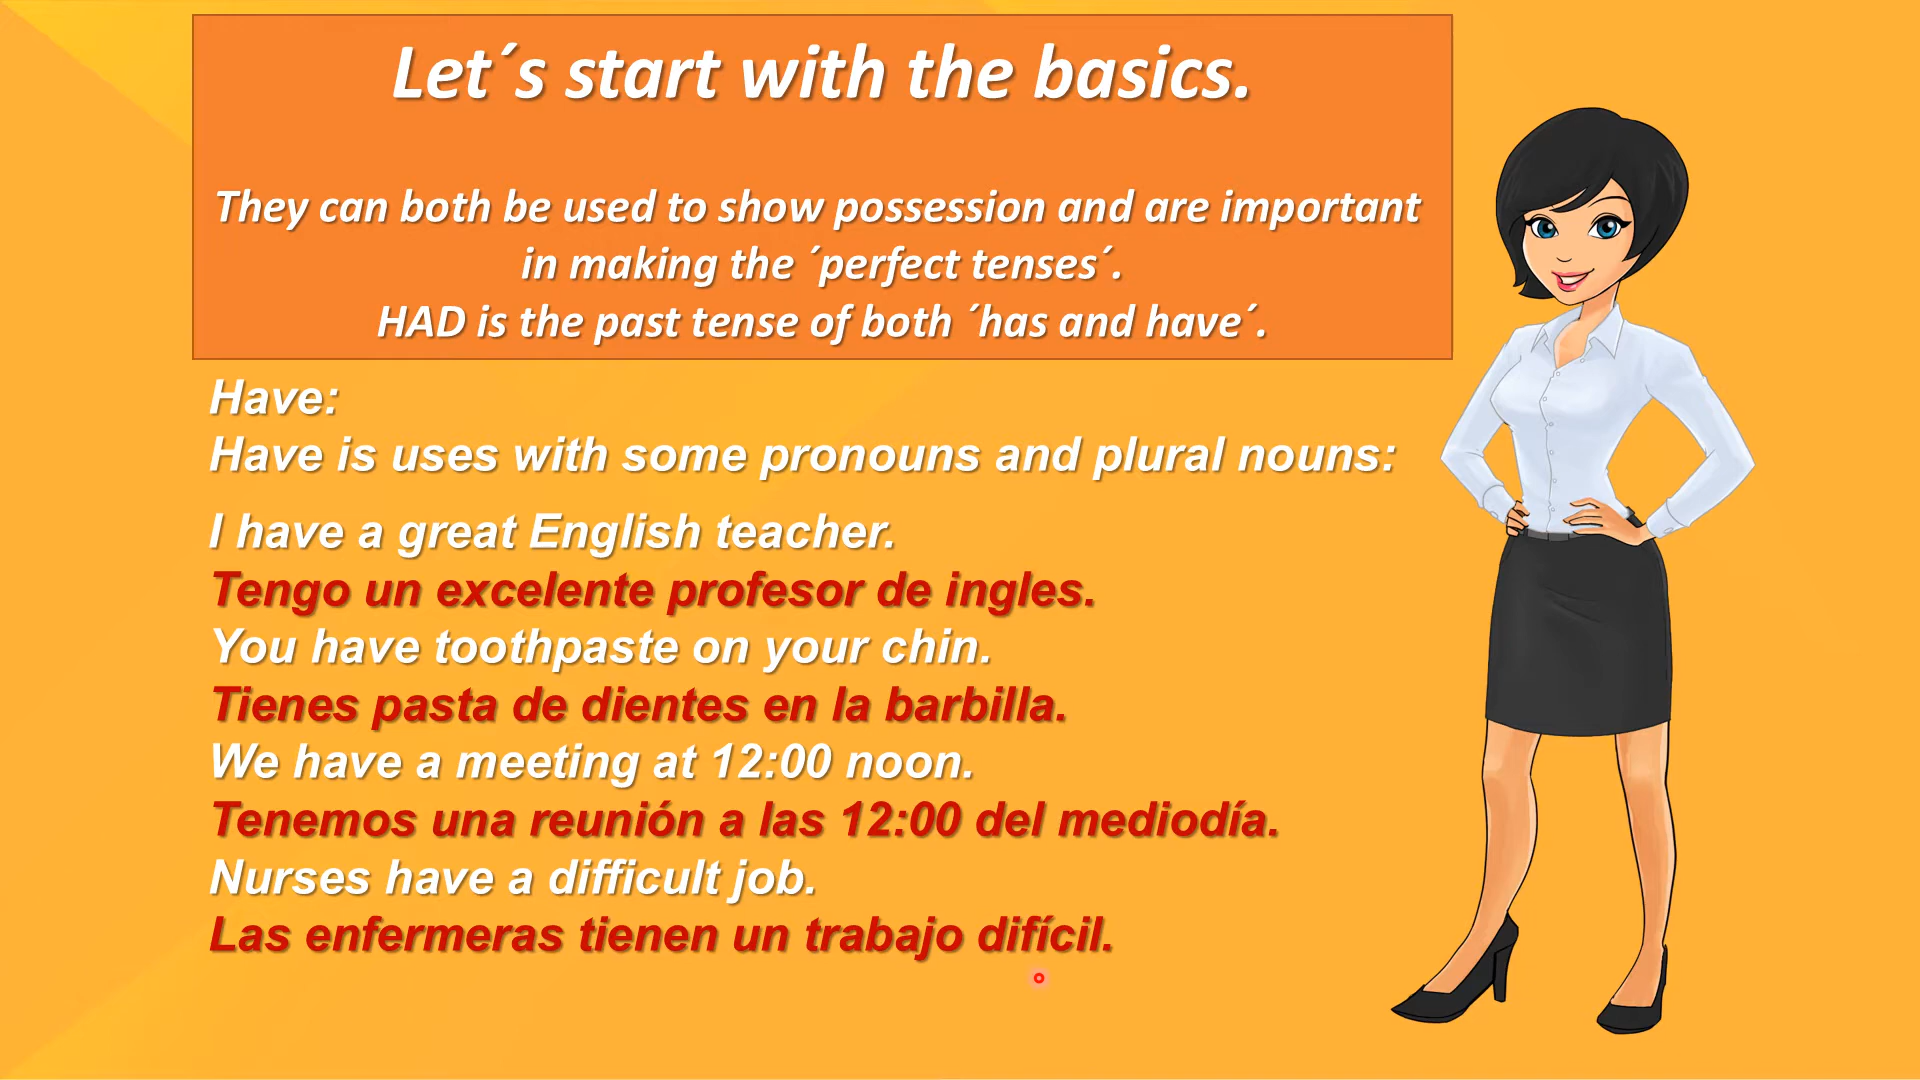 Let´s start with the basics.
They can both be used to show possession and are important
in making the ´perfect tenses´.
HAD is the past tense of both ´has and have´.
Have:
Have is uses with some pronouns and plural nouns:
I have a great English teacher.
Tengo un excelente profesor de ingles.
You have toothpaste on your chin.
Tienes pasta de dientes en la barbilla.
We have a meeting at 12:00 noon.
Tenemos una reunión a las 12:00 del mediodía.
Nurses have a difficult job.
Las enfermeras tienen un trabajo difícil.